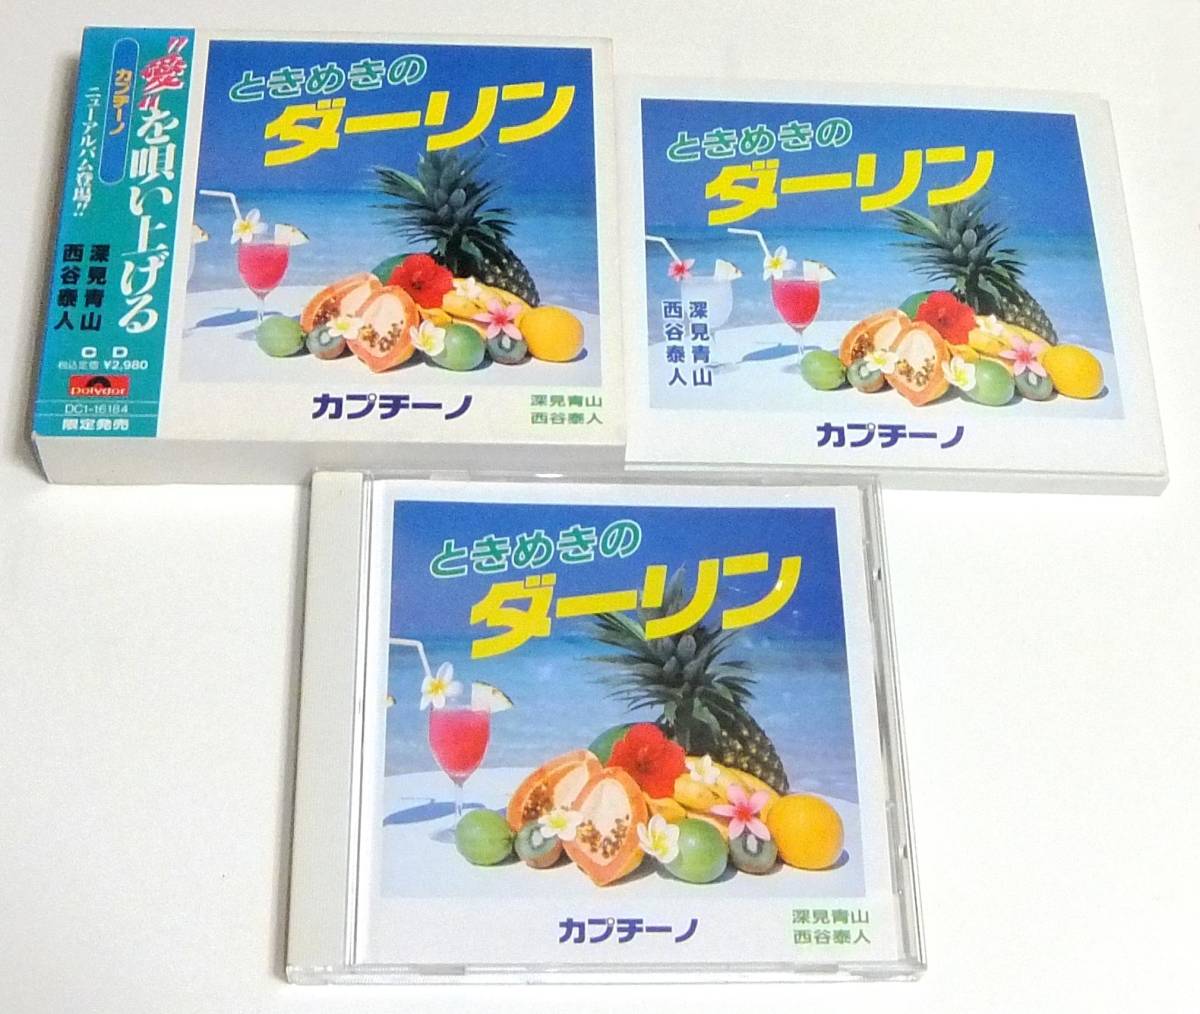 "愛"を唄い上げる
カプチーノ
ニューアルバム登場!!
深見青山
西谷泰人
CD
税込定価 ¥2,980
Polydor
DC1-16184
限定発売
ときめきの
ダーリン
カプチーノ
深見青山
西谷泰人
ときめきの
ダーリン
深見青山
西谷泰人
カプチーノ
ときめきの
ダーリン
カプチーノ
深見青山
西谷泰人